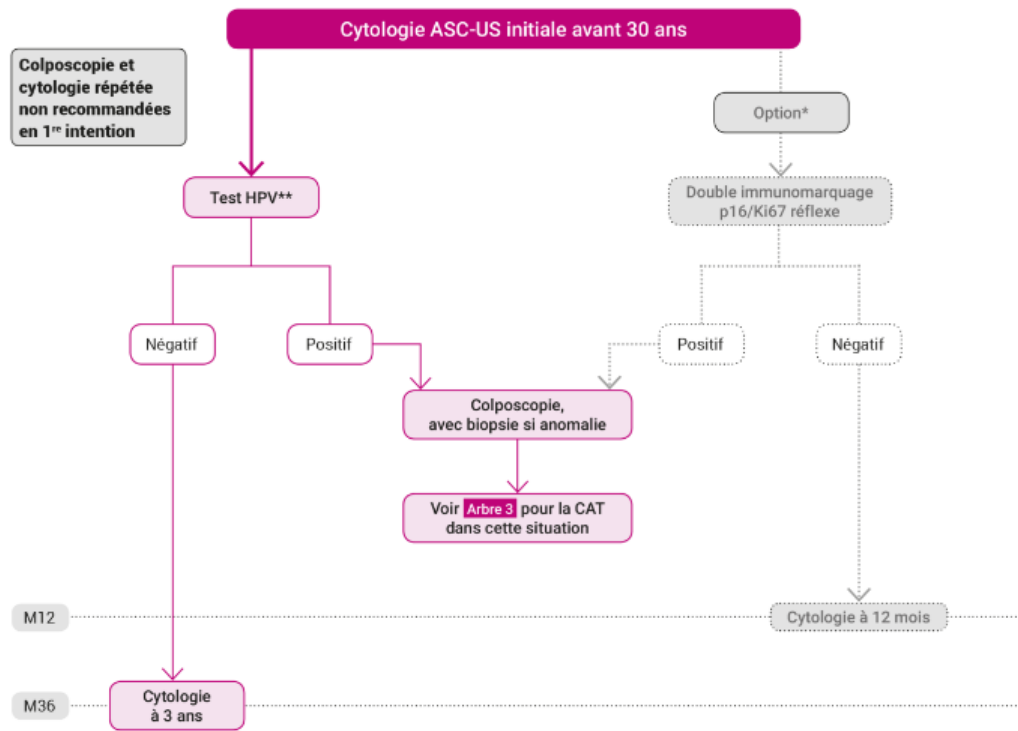 Cytologie ASC-US initiale avant 30 ans
Colposcopie et
cytologie répétée
non recommandées
en 1re intention
Option*
Test HPV**
Double immunomarquage
p16/Ki67 réflexe
Négatif
Positif
Positif
Négatif
Colposcopie,
avec biopsie si anomalie
Voir Arbre 3 pour la CAT
dans cette situation
M12
Cytologie à 12 mois
M36
Cytologie
à 3 ans